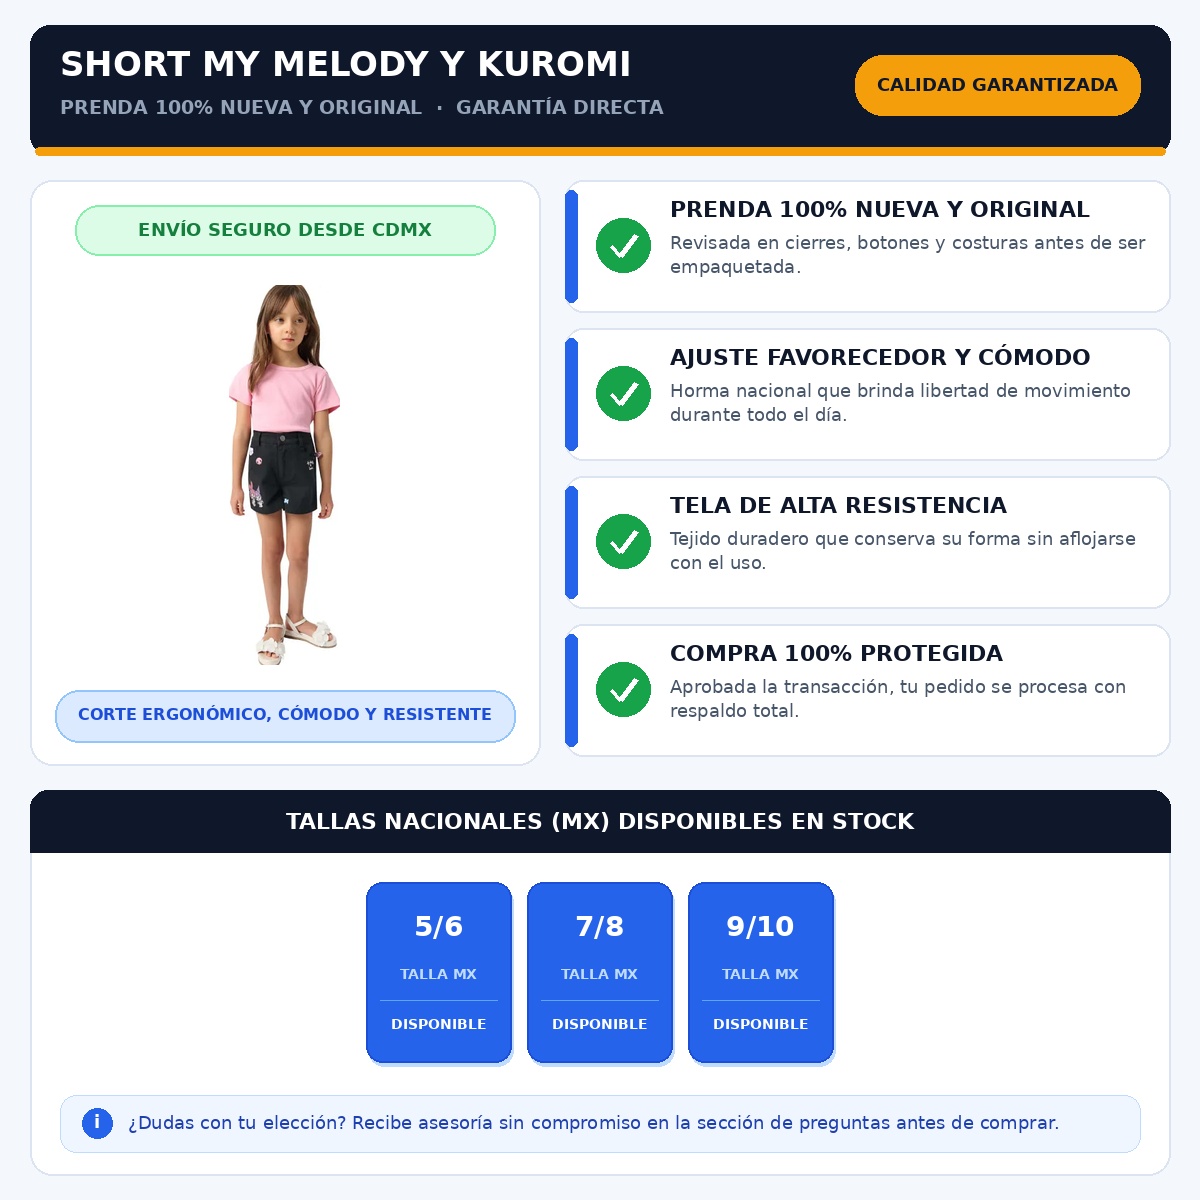 SHORT MY MELODY Y KUROMI
PRENDA 100% NUEVA Y ORIGINAL · GARANTÍA DIRECTA
CALIDAD GARANTIZADA
ENVÍO SEGURO DESDE CDMX
CORTE ERGONÓMICO, CÓMODO Y RESISTENTE
PRENDA 100% NUEVA Y ORIGINAL
Revisada en cierres, botones y costuras antes de ser
empaquetada.
AJUSTE FAVORECEDOR Y CÓMODO
Horma nacional que brinda libertad de movimiento
durante todo el día.
TELA DE ALTA RESISTENCIA
Tejido duradero que conserva su forma sin aflojarse
con el uso.
COMPRA 100% PROTEGIDA
Aprobada la transacción, tu pedido se procesa con
respaldo total.
TALLAS NACIONALES (MX) DISPONIBLES EN STOCK
5/6
TALLA MX
DISPONIBLE
7/8
TALLA MX
DISPONIBLE
9/10
TALLA MX
DISPONIBLE
i
¿Dudas con tu elección? Recibe asesoría sin compromiso en la sección de preguntas antes de comprar.